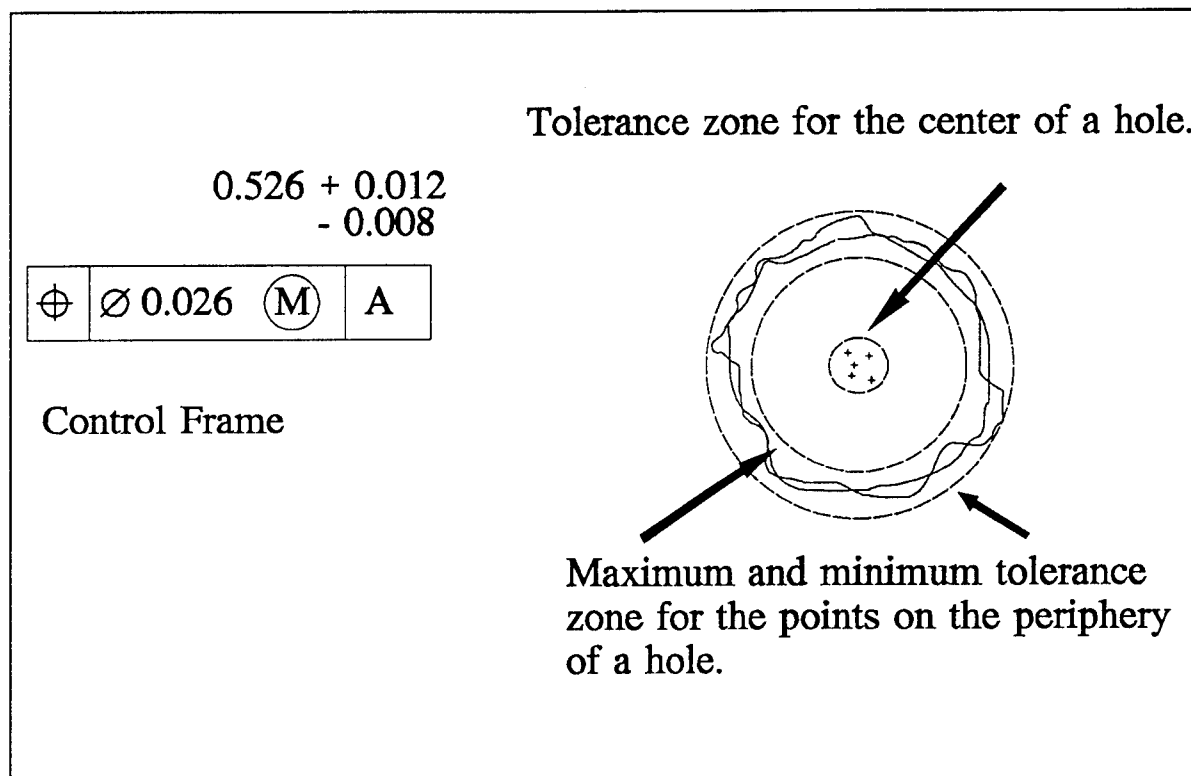 Tolerance zone for the center of a hole.
0.526 + 0.012
- 0.008
⌖ ⌀ 0.026 Ⓜ A
Control Frame
Maximum and minimum tolerance
zone for the points on the periphery
of a hole.